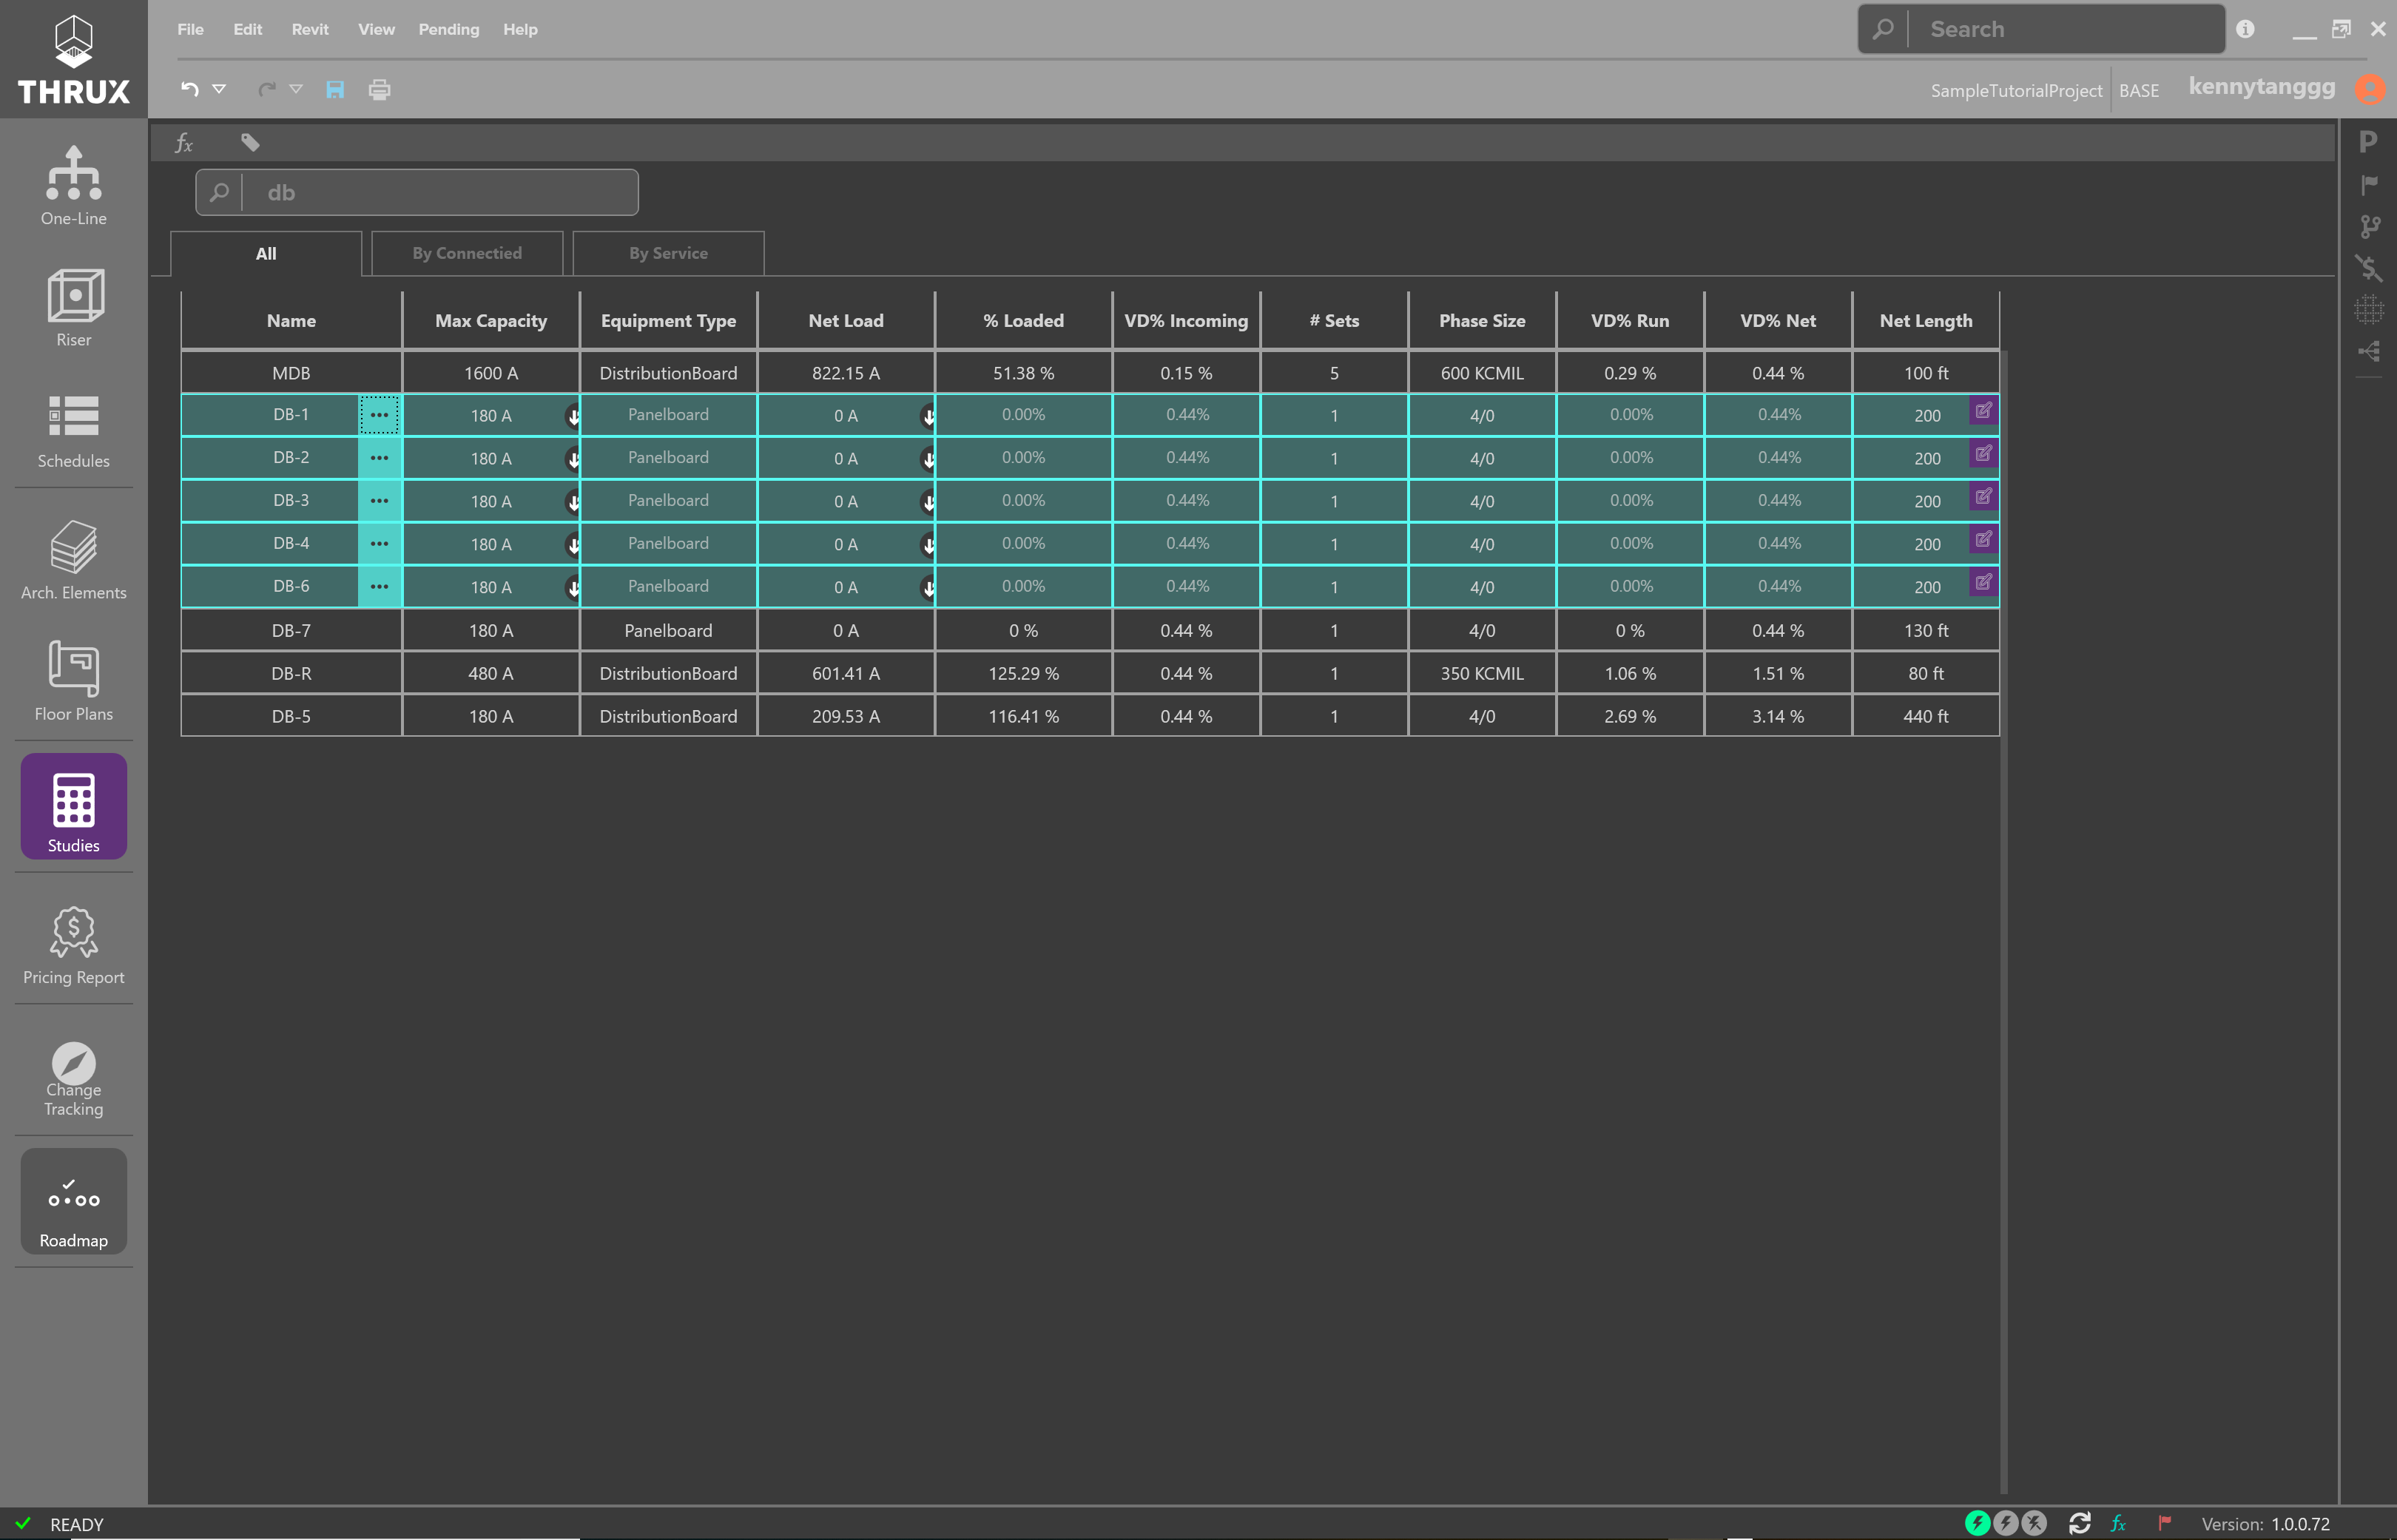 THRUX
File Edit Revit View Pending Help
Search
SampleTutorialProject BASE kennytanggg
fx
db
All By Connectied By Service
Name Max Capacity Equipment Type Net Load % Loaded VD% Incoming # Sets Phase Size VD% Run VD% Net Net Length
MDB 1600 A DistributionBoard 822.15 A 51.38 % 0.15 % 5 600 KCMIL 0.29 % 0.44 % 100 ft
DB-1 ••• 180 A Panelboard 0 A 0.00% 0.44% 1 4/0 0.00% 0.44% 200
DB-2 ••• 180 A Panelboard 0 A 0.00% 0.44% 1 4/0 0.00% 0.44% 200
DB-3 ••• 180 A Panelboard 0 A 0.00% 0.44% 1 4/0 0.00% 0.44% 200
DB-4 ••• 180 A Panelboard 0 A 0.00% 0.44% 1 4/0 0.00% 0.44% 200
DB-6 ••• 180 A Panelboard 0 A 0.00% 0.44% 1 4/0 0.00% 0.44% 200
DB-7 180 A Panelboard 0 A 0 % 0.44 % 1 4/0 0 % 0.44 % 130 ft
DB-R 480 A DistributionBoard 601.41 A 125.29 % 0.44 % 1 350 KCMIL 1.06 % 1.51 % 80 ft
DB-5 180 A DistributionBoard 209.53 A 116.41 % 0.44 % 1 4/0 2.69 % 3.14 % 440 ft
One-Line
Riser
Schedules
Arch. Elements
Floor Plans
Studies
Pricing Report
Change
Tracking
Roadmap
P
READY
fx
Version: 1.0.0.72